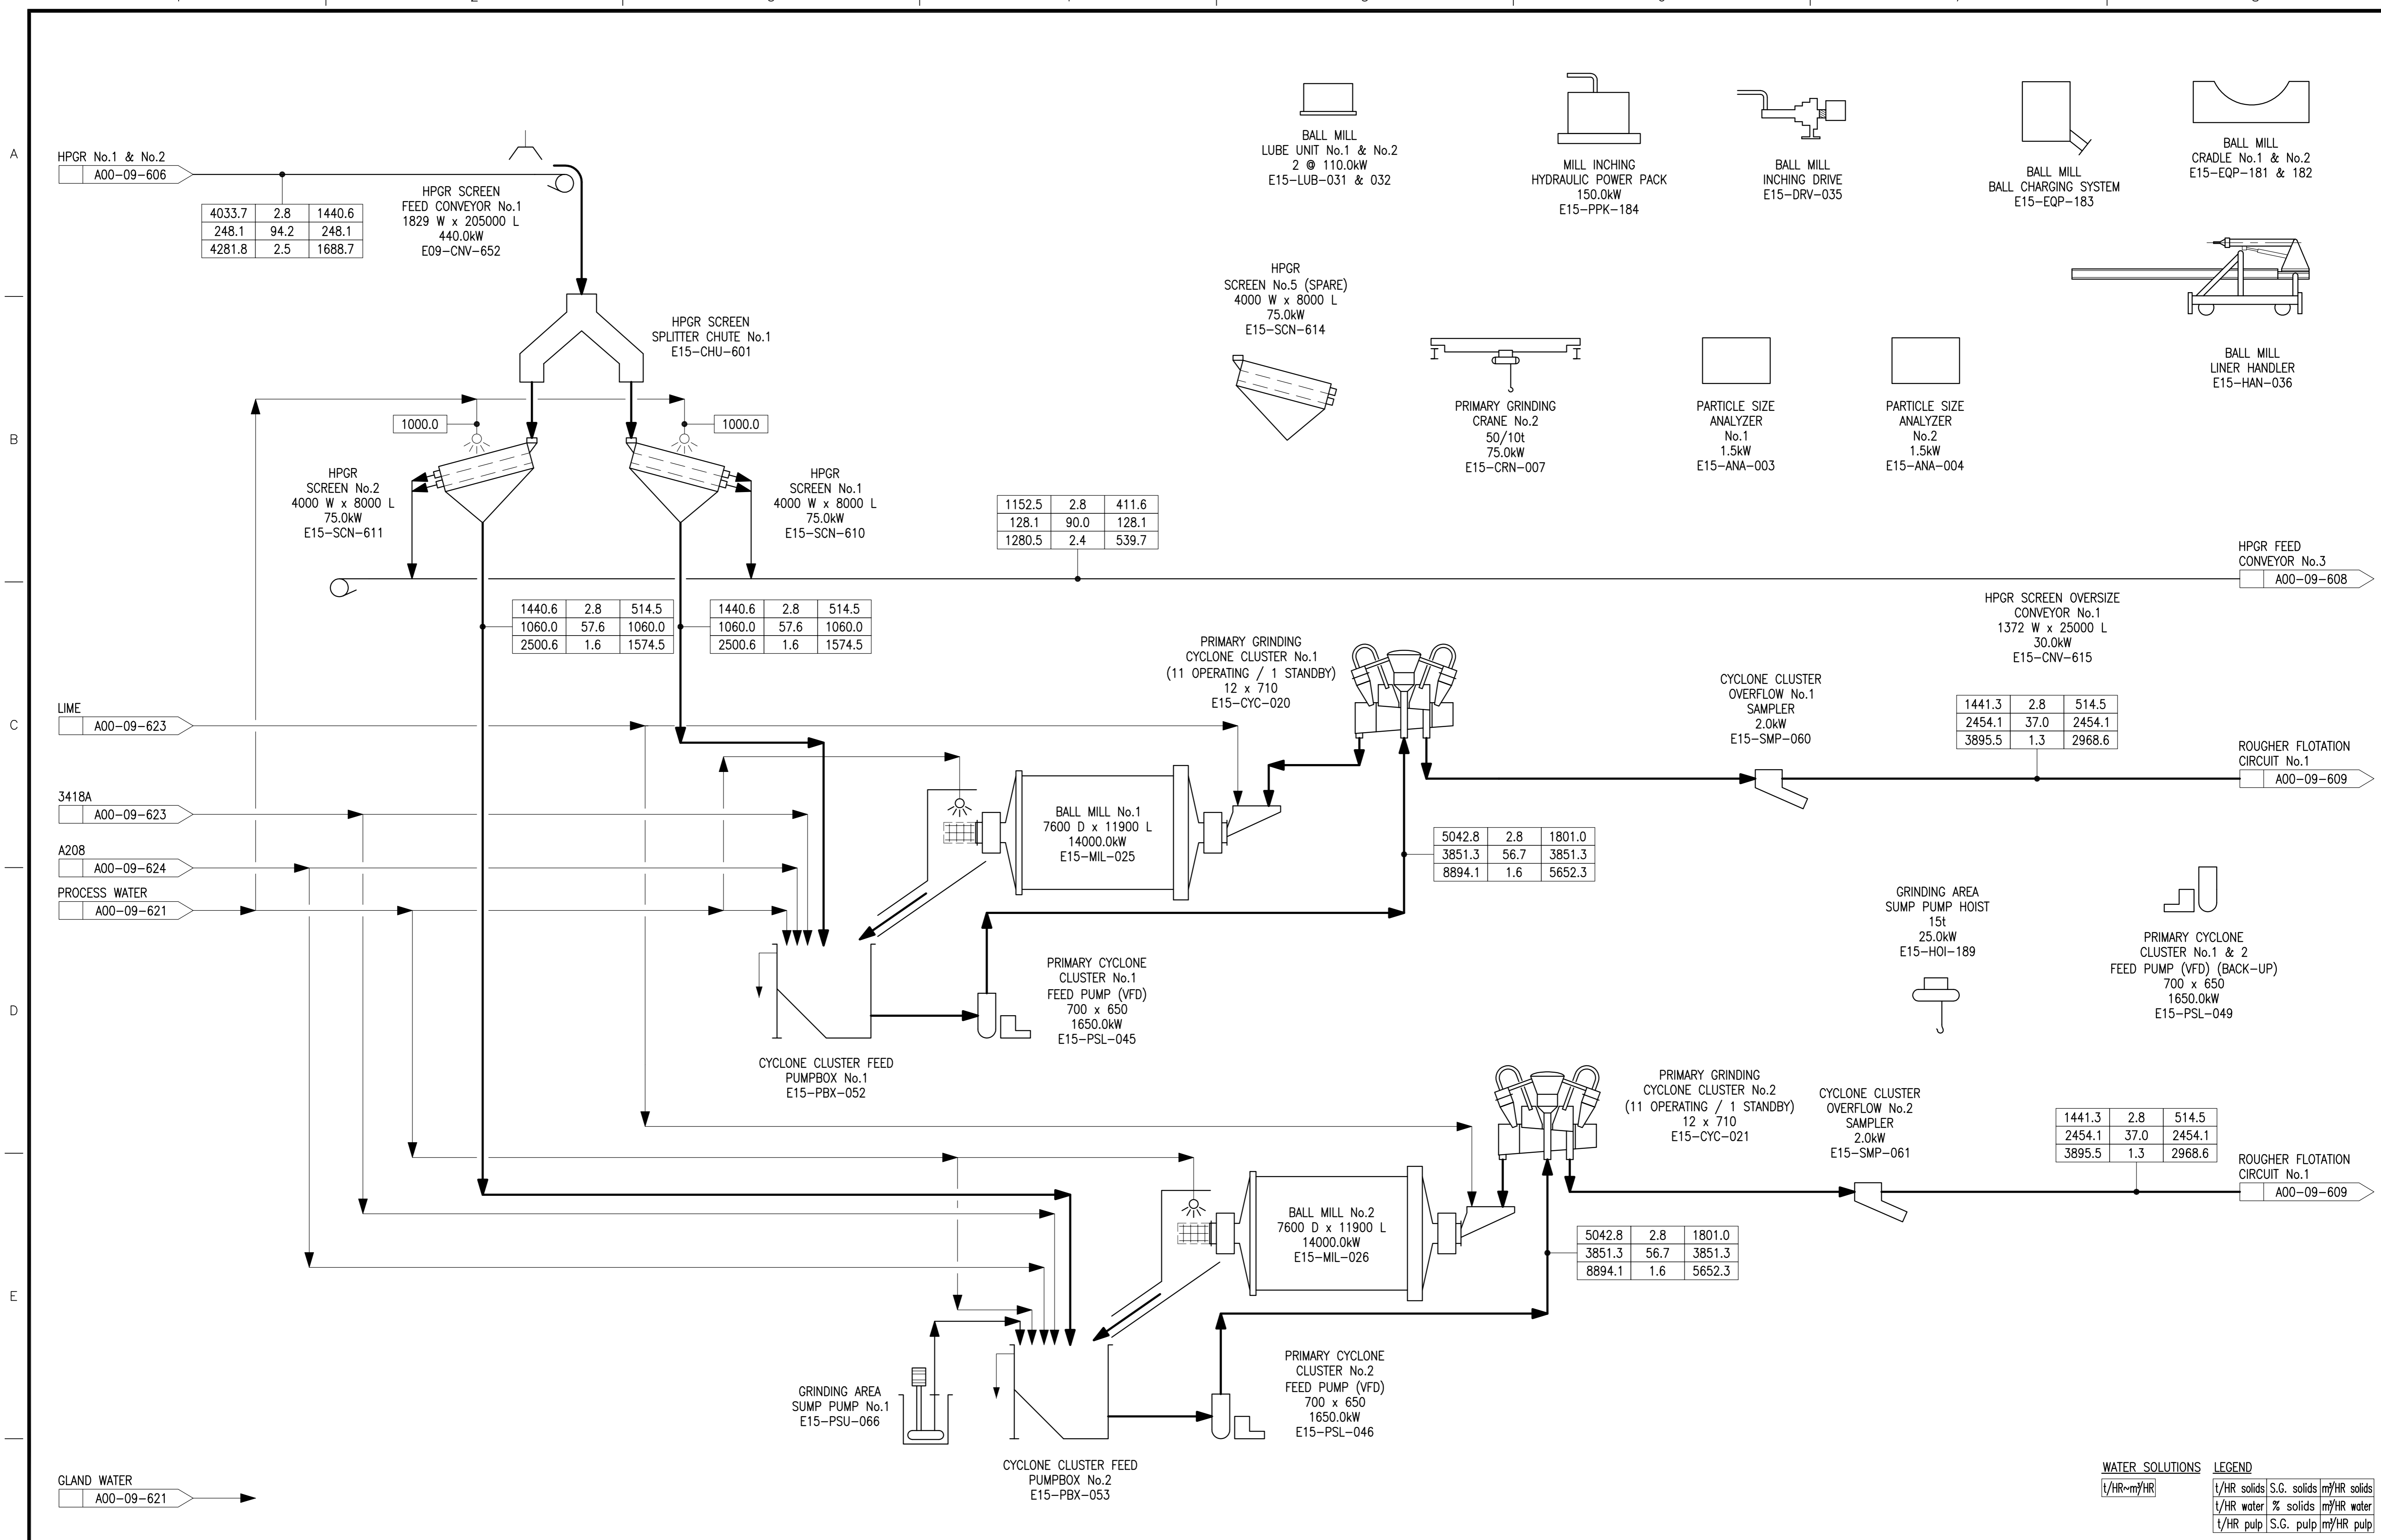 2
A
B
C
D
E
HPGR No.1 & No.2
A00-09-606
4033.7 2.8 1440.6
248.1 94.2 248.1
4281.8 2.5 1688.7
HPGR SCREEN
FEED CONVEYOR No.1
1829 W x 205000 L
440.0kW
E09-CNV-652
BALL MILL
LUBE UNIT No.1 & No.2
2 @ 110.0kW
E15-LUB-031 & 032
MILL INCHING
HYDRAULIC POWER PACK
150.0kW
E15-PPK-184
BALL MILL
INCHING DRIVE
E15-DRV-035
BALL MILL
BALL CHARGING SYSTEM
E15-EQP-183
BALL MILL
CRADLE No.1 & No.2
E15-EQP-181 & 182
HPGR SCREEN
SPLITTER CHUTE No.1
E15-CHU-601
HPGR
SCREEN No.5 (SPARE)
4000 W x 8000 L
75.0kW
E15-SCN-614
PRIMARY GRINDING
CRANE No.2
50/10t
75.0kW
E15-CRN-007
PARTICLE SIZE
ANALYZER
No.1
1.5kW
E15-ANA-003
PARTICLE SIZE
ANALYZER
No.2
1.5kW
E15-ANA-004
BALL MILL
LINER HANDLER
E15-HAN-036
1000.0
1000.0
HPGR
SCREEN No.2
4000 W x 8000 L
75.0kW
E15-SCN-611
HPGR
SCREEN No.1
4000 W x 8000 L
75.0kW
E15-SCN-610
1152.5 2.8 411.6
128.1 90.0 128.1
1280.5 2.4 539.7
HPGR FEED
CONVEYOR No.3
A00-09-608
HPGR SCREEN OVERSIZE
CONVEYOR No.1
1372 W x 25000 L
30.0kW
E15-CNV-615
1440.6 2.8 514.5
1060.0 57.6 1060.0
2500.6 1.6 1574.5
1440.6 2.8 514.5
1060.0 57.6 1060.0
2500.6 1.6 1574.5
PRIMARY GRINDING
CYCLONE CLUSTER No.1
(11 OPERATING / 1 STANDBY)
12 x 710
E15-CYC-020
CYCLONE CLUSTER
OVERFLOW No.1
SAMPLER
2.0kW
E15-SMP-060
1441.3 2.8 514.5
2454.1 37.0 2454.1
3895.5 1.3 2968.6
ROUGHER FLOTATION
CIRCUIT No.1
A00-09-609
LIME
A00-09-623
3418A
A00-09-623
A208
A00-09-624
PROCESS WATER
A00-09-621
BALL MILL No.1
7600 D x 11900 L
14000.0kW
E15-MIL-025
5042.8 2.8 1801.0
3851.3 56.7 3851.3
8894.1 1.6 5652.3
GRINDING AREA
SUMP PUMP HOIST
15t
25.0kW
E15-HOI-189
PRIMARY CYCLONE
CLUSTER No.1 & 2
FEED PUMP (VFD) (BACK-UP)
700 x 650
1650.0kW
E15-PSL-049
PRIMARY CYCLONE
CLUSTER No.1
FEED PUMP (VFD)
700 x 650
1650.0kW
E15-PSL-045
CYCLONE CLUSTER FEED
PUMPBOX No.1
E15-PBX-052
PRIMARY GRINDING
CYCLONE CLUSTER No.2
(11 OPERATING / 1 STANDBY)
12 x 710
E15-CYC-021
CYCLONE CLUSTER
OVERFLOW No.2
SAMPLER
2.0kW
E15-SMP-061
1441.3 2.8 514.5
2454.1 37.0 2454.1
3895.5 1.3 2968.6
ROUGHER FLOTATION
CIRCUIT No.1
A00-09-609
BALL MILL No.2
7600 D x 11900 L
14000.0kW
E15-MIL-026
5042.8 2.8 1801.0
3851.3 56.7 3851.3
8894.1 1.6 5652.3
GRINDING AREA
SUMP PUMP No.1
E15-PSU-066
PRIMARY CYCLONE
CLUSTER No.2
FEED PUMP (VFD)
700 x 650
1650.0kW
E15-PSL-046
CYCLONE CLUSTER FEED
PUMPBOX No.2
E15-PBX-053
GLAND WATER
A00-09-621
WATER SOLUTIONS
t/HR~m³/HR
LEGEND
t/HR solids S.G. solids m³/HR solids
t/HR water % solids m³/HR water
t/HR pulp S.G. pulp m³/HR pulp